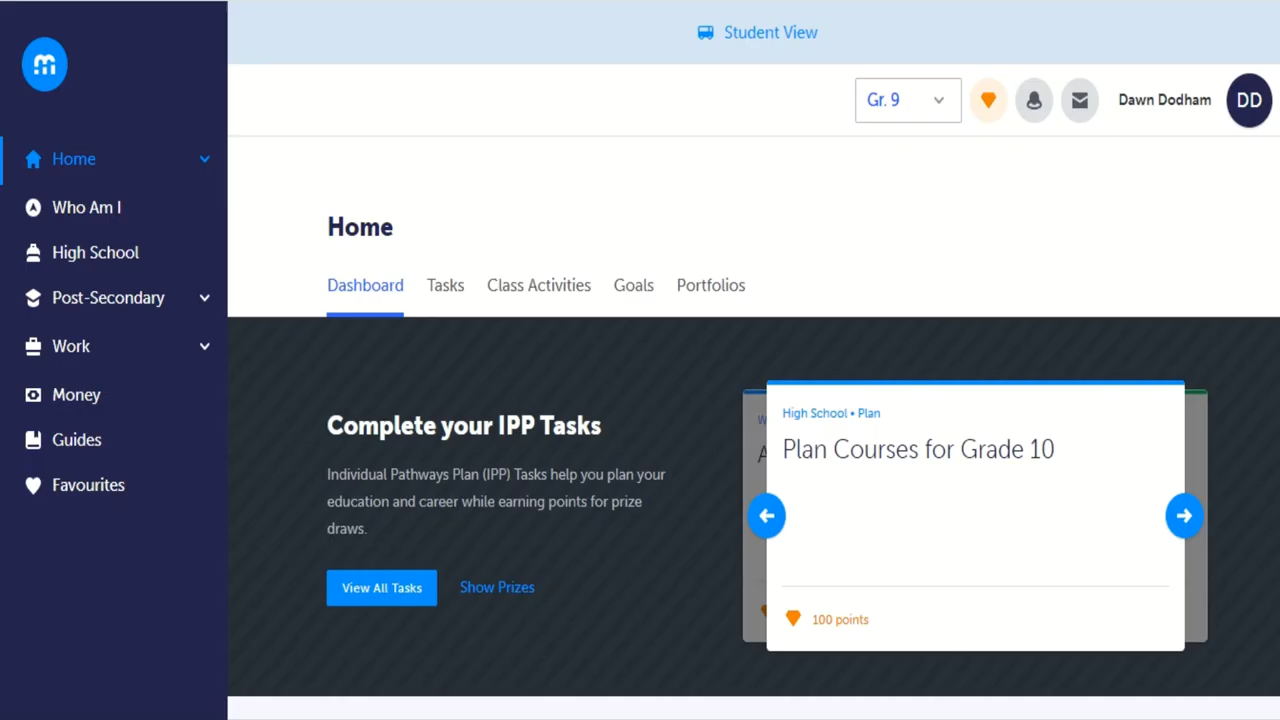 Student View
Gr. 9
Dawn Dodham
DD
Home
Who Am I
High School
Post-Secondary
Work
Money
Guides
Favourites
Home
Dashboard Tasks Class Activities Goals Portfolios
Complete your IPP Tasks
Individual Pathways Plan (IPP) Tasks help you plan your
education and career while earning points for prize
draws.
View All Tasks Show Prizes
High School • Plan
Plan Courses for Grade 10
100 points